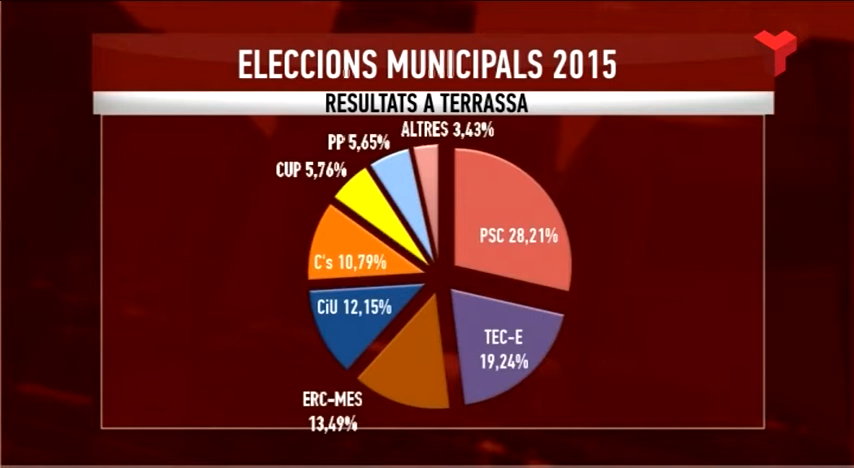 ELECCIONS MUNICIPALS 2015
RESULTATS A TERRASSA
ALTRES 3,43%
PP 5,65%
CUP 5,76%
PSC 28,21%
C's 10,79%
CiU 12,15%
TEC-E
19,24%
ERC-MES
13,49%